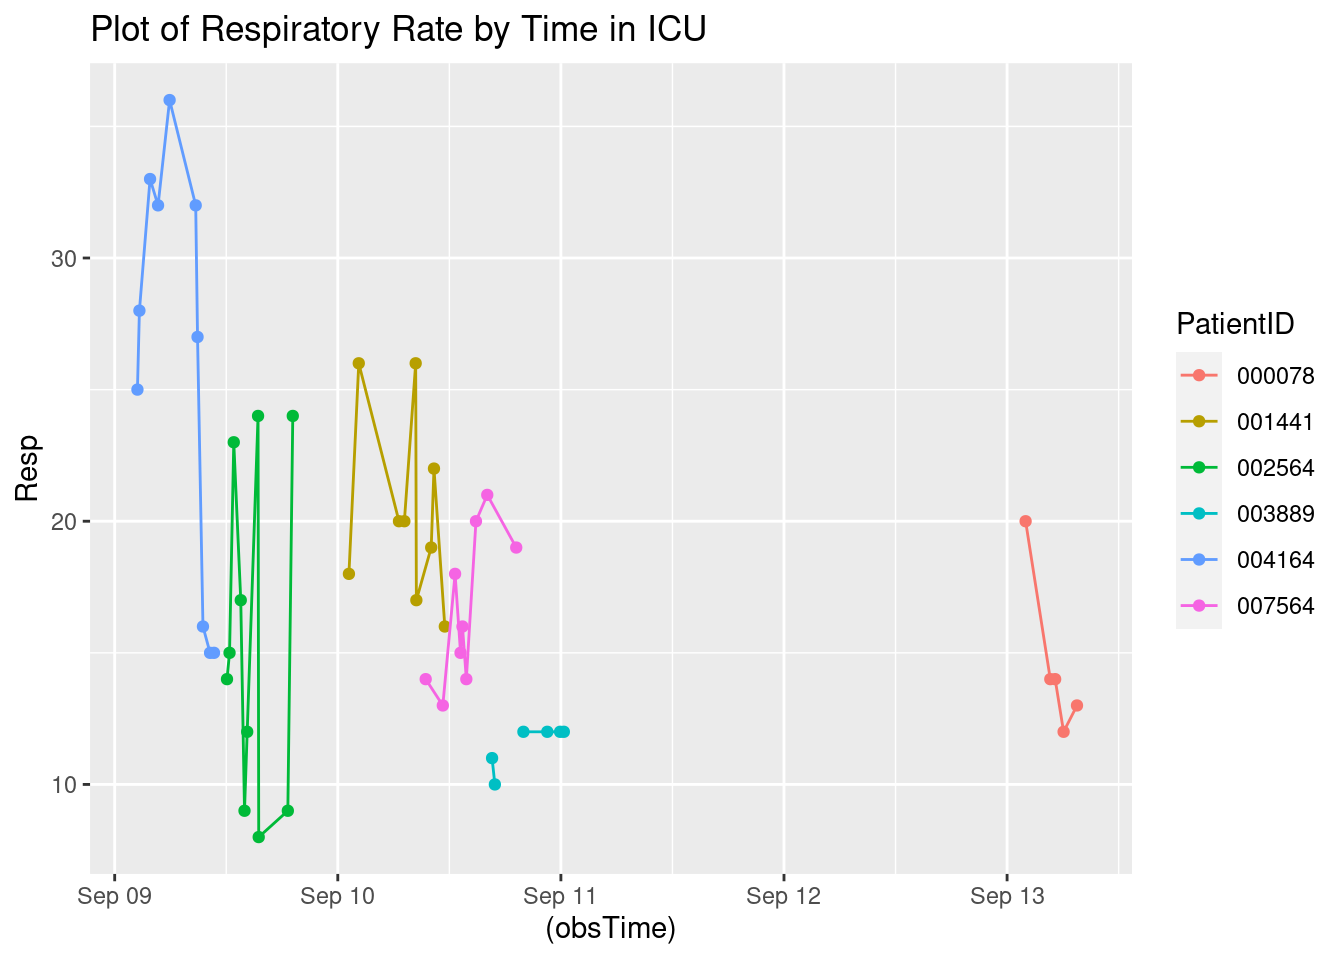 Plot of Respiratory Rate by Time in ICU
Resp
30
20
10
Sep 09 Sep 10 Sep 11 Sep 12 Sep 13
(obsTime)
PatientID
000078
001441
002564
003889
004164
007564